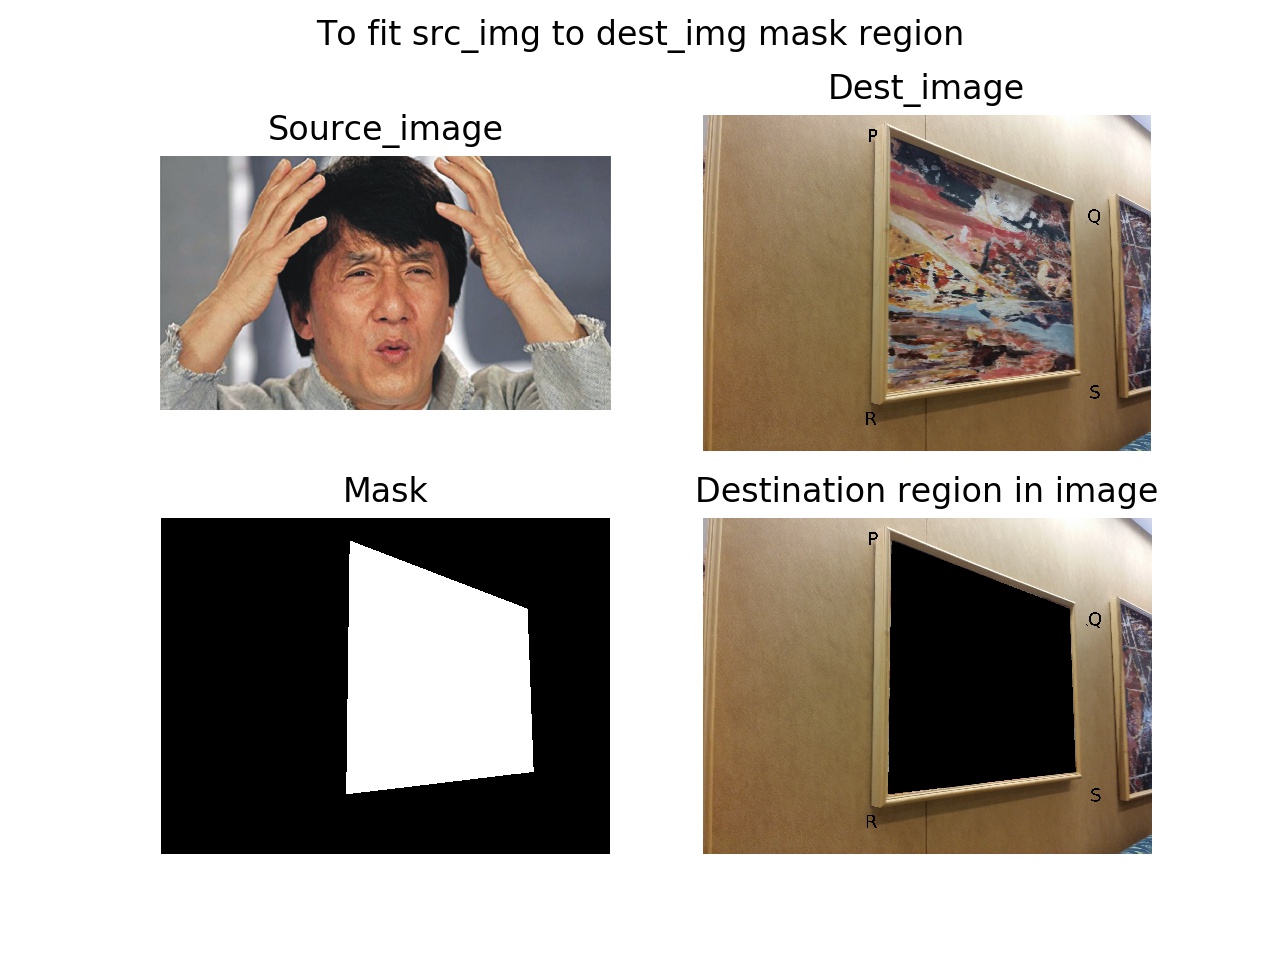 To fit src_img to dest_img mask region
Source_image
Dest_image
P
Q
S
R
Mask
Destination region in image
P
Q
S
R